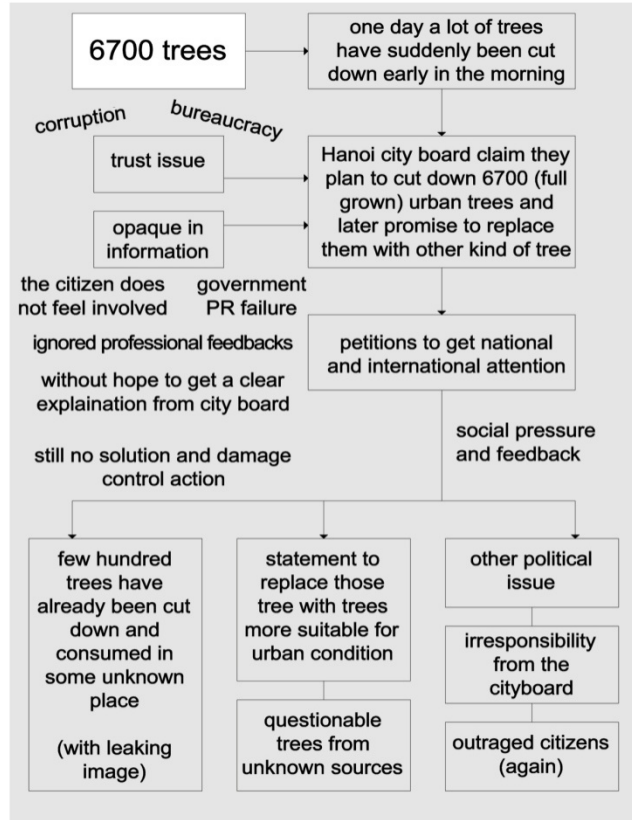 6700 trees
one day a lot of trees
have suddenly been cut
down early in the morning
corruption
bureaucracy
trust issue
opaque in
information
Hanoi city board claim they
plan to cut down 6700 (full
grown) urban trees and
later promise to replace
them with other kind of tree
the citizen does
not feel involved
government
PR failure
ignored professional feedbacks
without hope to get a clear
explaination from city board
petitions to get national
and international attention
still no solution and damage
control action
social pressure
and feedback
few hundred
trees have
already been cut
down and
consumed in
some unknown
place
(with leaking
image)
statement to
replace those
tree with trees
more suitable for
urban condition
questionable
trees from
unknown sources
other political
issue
irresponsibility
from the
cityboard
outraged citizens
(again)